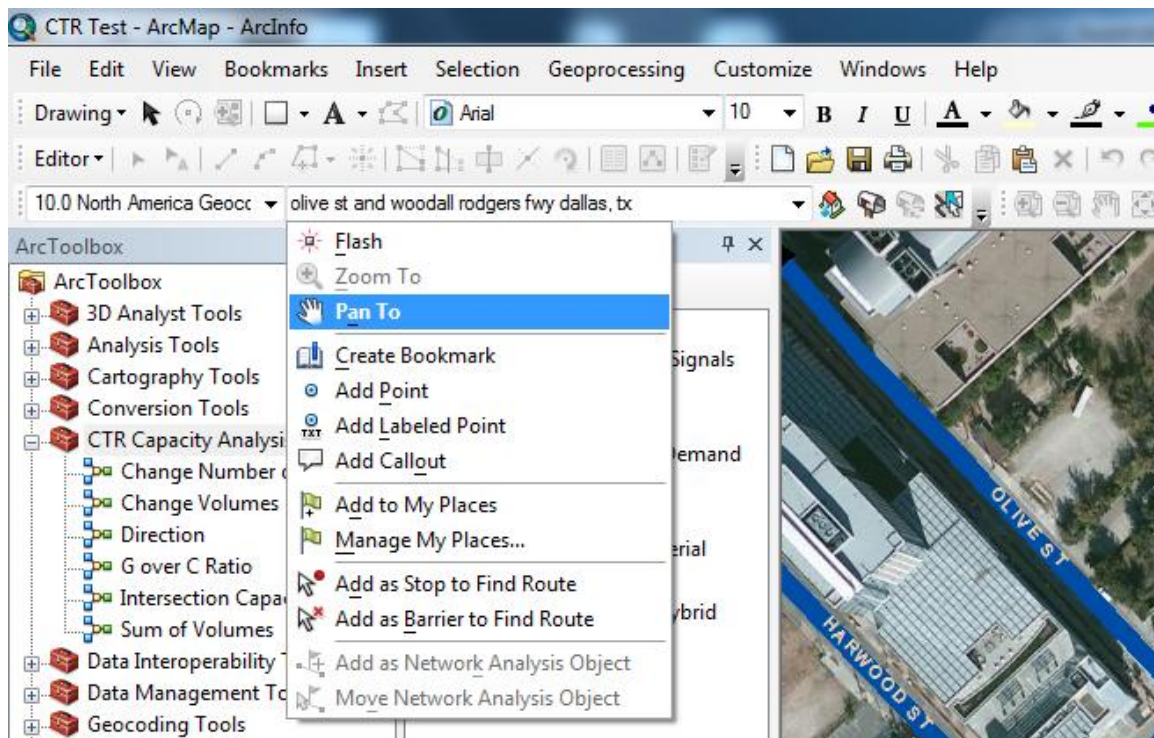 CTR Test - ArcMap - ArcInfo
File Edit View Bookmarks Insert Selection Geoprocessing Customize Windows Help
Drawing A Arial 10 B I U A
Editor
10.0 North America Geocc olive st and woodall rodgers fwy dallas, tx
ArcToolbox
ArcToolbox
3D Analyst Tools
Analysis Tools
Cartography Tools
Conversion Tools
CTR Capacity Analysi
Change Number
Change Volumes
Direction
G over C Ratio
Intersection Capa
Sum of Volumes
Data Interoperability
Data Management To
Geocoding Tools
Flash
Zoom To
Pan To
Create Bookmark
Add Point
TXT Add Labeled Point
Add Callout
Add to My Places
Manage My Places...
Add as Stop to Find Route
Add as Barrier to Find Route
Add as Network Analysis Object
Move Network Analysis Object
Signals
Demand
erial
ybrid
OLIVE ST
HARWOOD ST